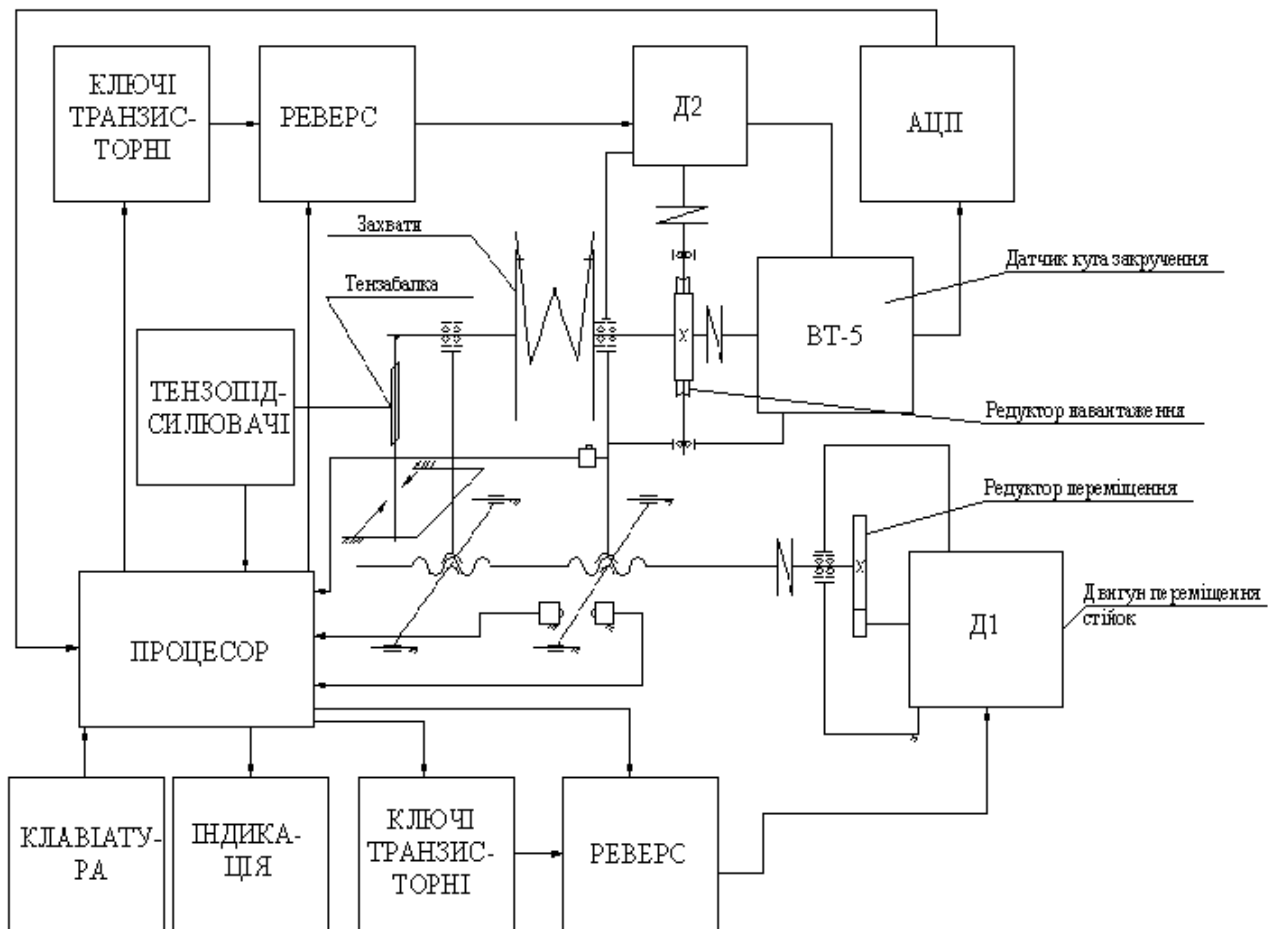 КЛЮЧІ
ТРАНЗИС-
ТОРНІ
РЕВЕРС
Д2
АЦП
Захвати
Тензабалка
Датчик кута закручення
ВТ-5
ТЕНЗОПІД-
СИЛЮВАЧІ
Редуктор навантаження
Редуктор переміщення
Двигун переміщення
стійок
Д1
ПРОЦЕСОР
КЛАВІАТУ-
РА
ІНДИКА-
ЦІЯ
КЛЮЧІ
ТРАНЗИС-
ТОРНІ
РЕВЕРС